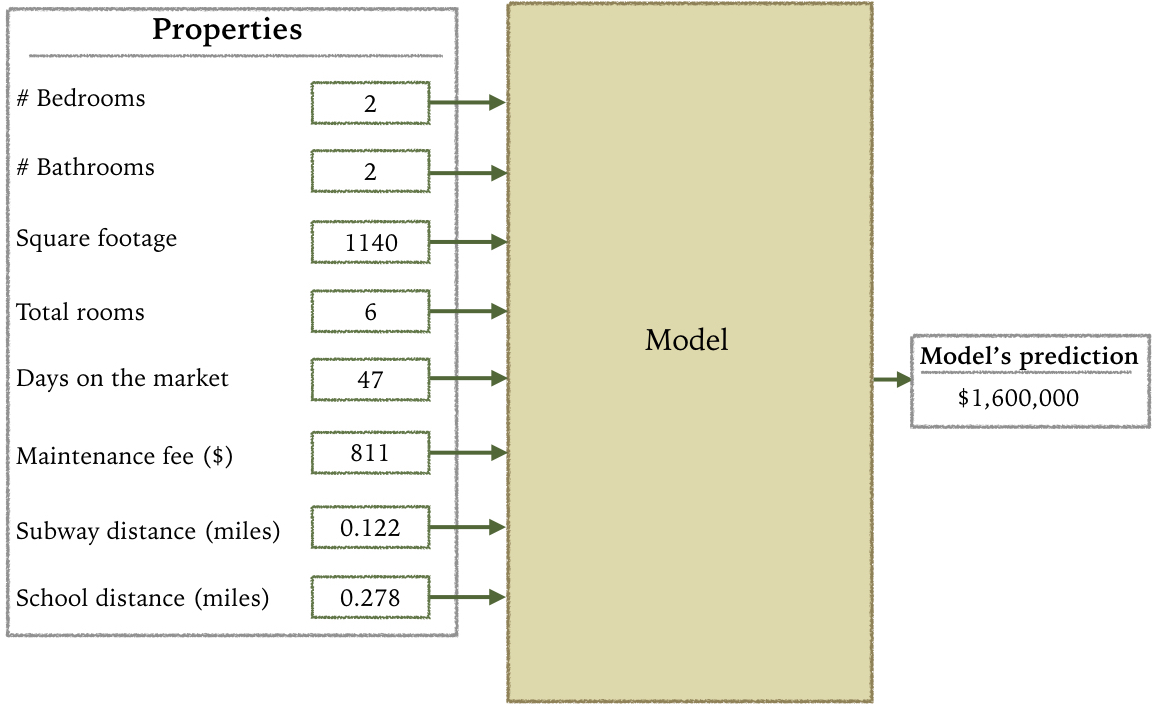 Properties
# Bedrooms 2
# Bathrooms 2
Square footage 1140
Total rooms 6
Days on the market 47
Maintenance fee ($) 811
Subway distance (miles) 0.122
School distance (miles) 0.278
Model
Model’s prediction
$1,600,000